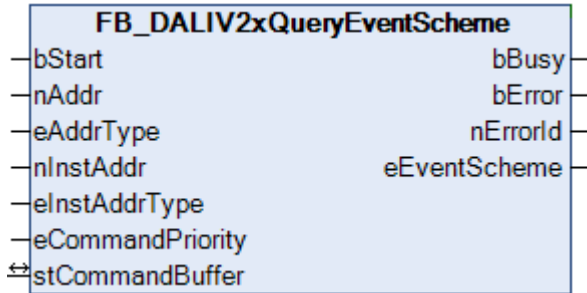 FB_DALIV2xQueryEventScheme
bStart bBusy
nAddr bError
eAddrType nErrorId
nInstAddr eEventScheme
eInstAddrType
eCommandPriority
stCommandBuffer